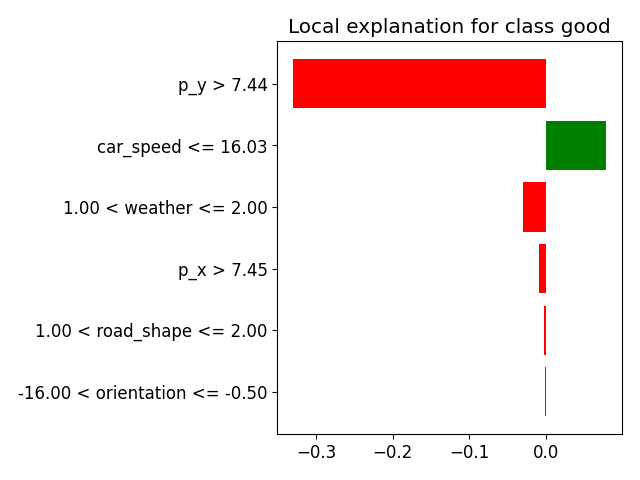 Local explanation for class good
p_y > 7.44
car_speed <= 16.03
1.00 < weather <= 2.00
p_x > 7.45
1.00 < road_shape <= 2.00
-16.00 < orientation <= -0.50
−0.3 −0.2 −0.1 0.0